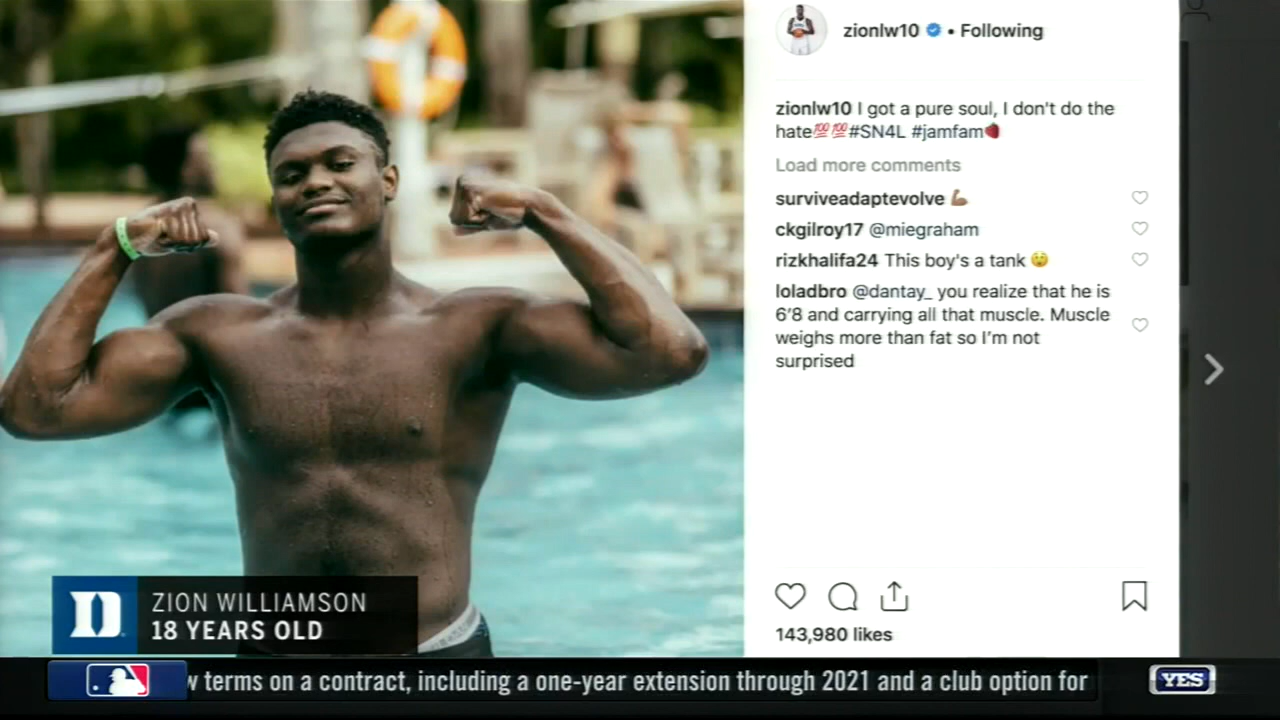 zionlw10 • Following
zionlw10 I got a pure soul, I don't do the
hate💯💯#SN4L #jamfam
Load more comments
surviveadaptevolve 💪🏽
ckgilroy17 @miegraham
rizkhalifa24 This boy's a tank 😲
loladbro @dantay_ you realize that he is
6'8 and carrying all that muscle. Muscle
weighs more than fat so I'm not
surprised
143,980 likes
D
ZION WILLIAMSON
18 YEARS OLD
terms on a contract, including a one-year extension through 2021 and a club option for
YES